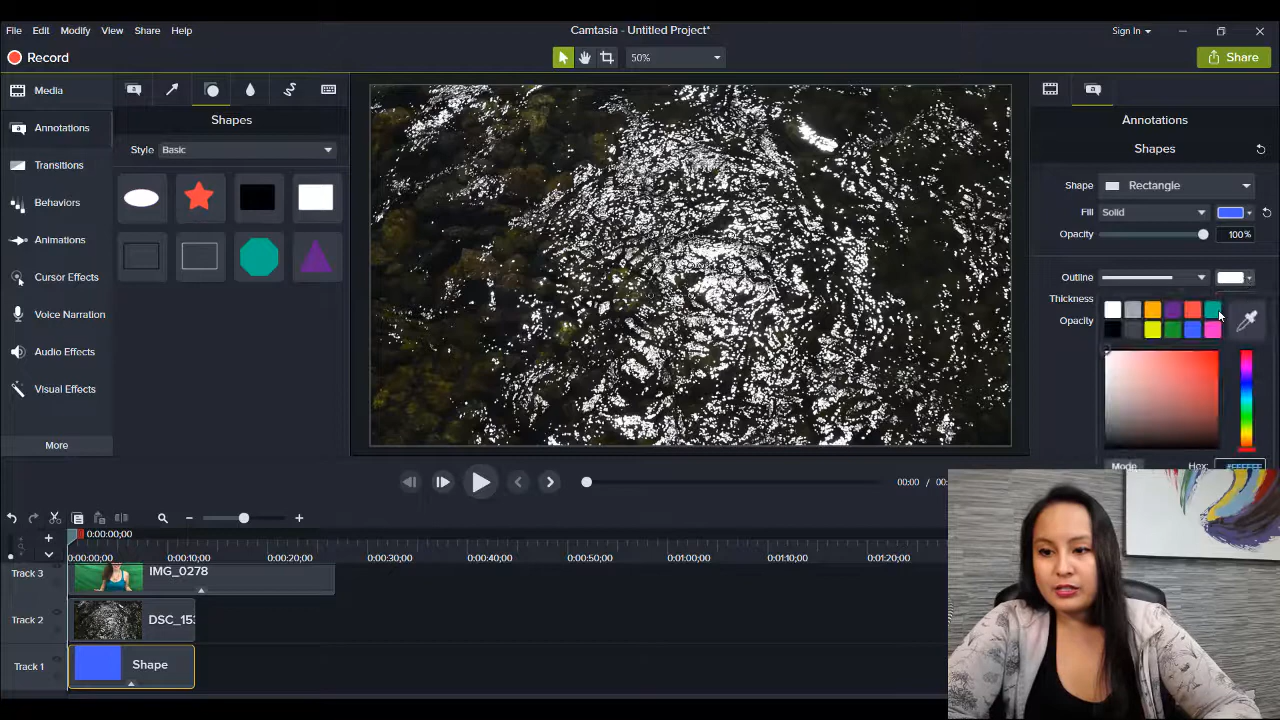 File Edit Modify View Share Help
Camtasia - Untitled Project*
Sign In
Record
50%
Share
Media
Annotations
Transitions
Behaviors
Animations
Cursor Effects
Voice Narration
Audio Effects
Visual Effects
More
Shapes
Style Basic
Annotations
Shapes
Shape Rectangle
Fill Solid
Opacity 100%
Outline
Thickness
Opacity
Mode Hex: #FFFFFF
00:00 / 00:
0:00:00;00
0:00:00;00 0:00:10;00 0:00:20;00 0:00:30;00 0:00:40;00 0:00:50;00 0:01:00;00 0:01:10;00 0:01:20;00
Track 3 IMG_0278
Track 2 DSC_15
Track 1 Shape